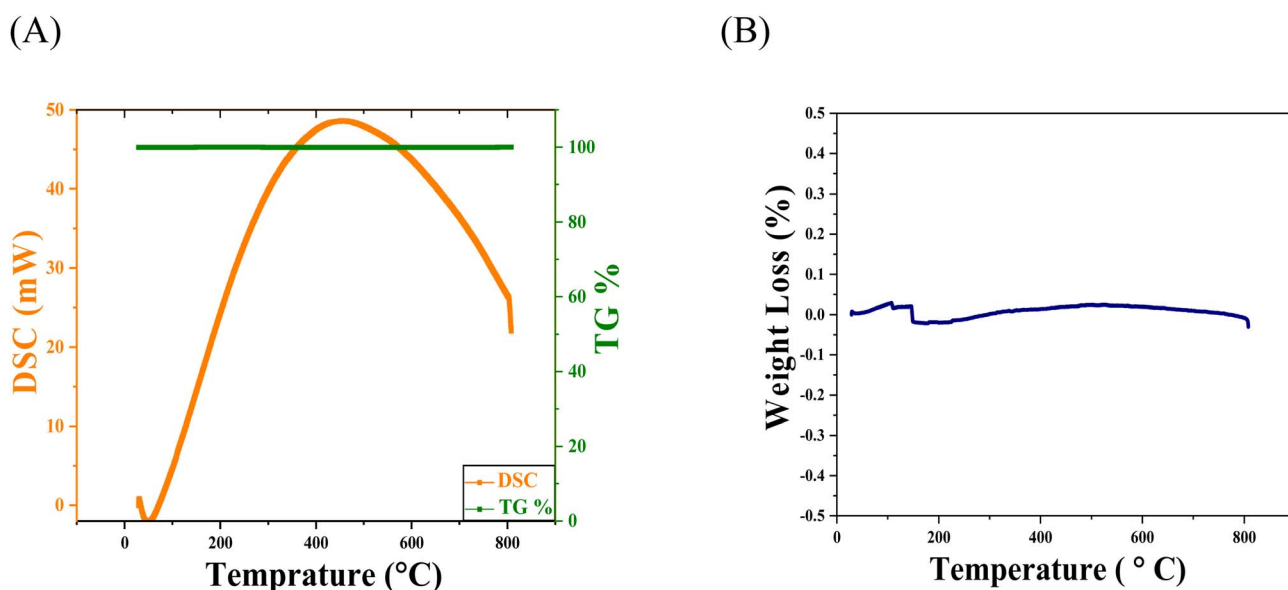 (A)
(B)
50
40
30
20
10
0
DSC (mW)
100
80
60
40
20
0
TG %
DSC
TG %
0 200 400 600 800
Temprature (°C)
0.5
0.4
0.3
0.2
0.1
0.0
-0.1
-0.2
-0.3
-0.4
-0.5
Weight Loss (%)
0 200 400 600 800
Temperature ( ° C)